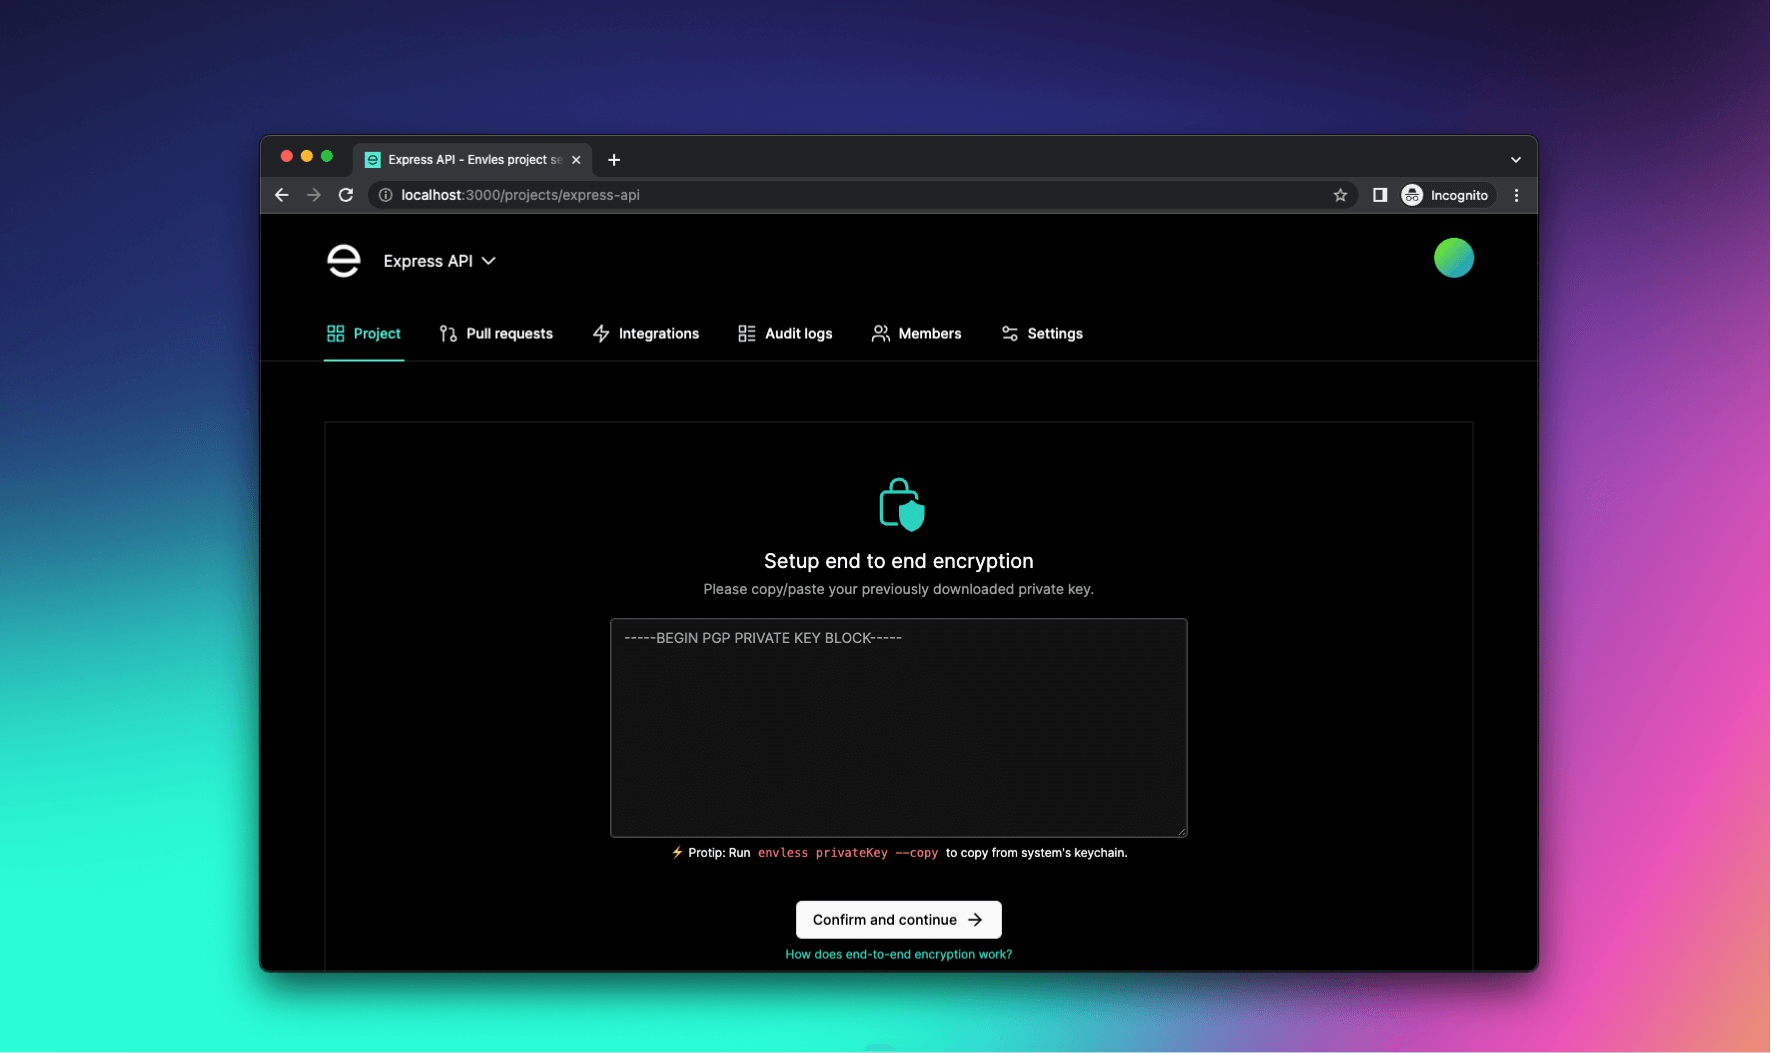 Express API - Envles project se
localhost:3000/projects/express-api
Incognito
Express API
Project
Pull requests
Integrations
Audit logs
Members
Settings
Setup end to end encryption
Please copy/paste your previously downloaded private key.
-----BEGIN PGP PRIVATE KEY BLOCK-----
⚡ Protip: Run envless privateKey --copy to copy from system's keychain.
Confirm and continue →
How does end-to-end encryption work?